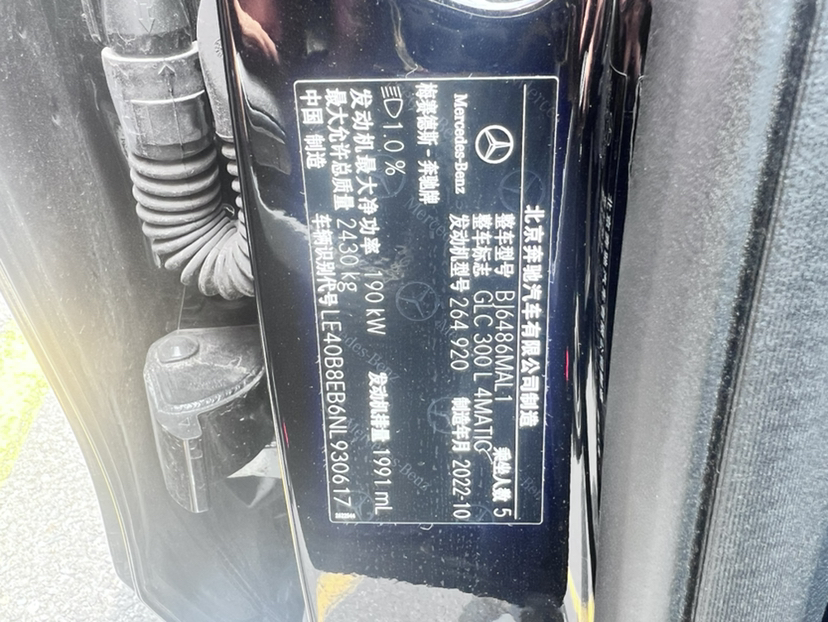 北京奔驰汽车有限公司制造
Mercedes-Benz
梅赛德斯-奔驰牌
整车型号 BJ6486MAL1 乘坐人数 5
整车标志 GLC 300 L 4MATIC
发动机型号 264 920 制造年月 2022-10
1.0 %
发动机最大净功率 190 kW 发动机排量 1991 mL
最大允许总质量 2430 kg
中国 制造 车辆识别代号 LE40B8EB6NL930617